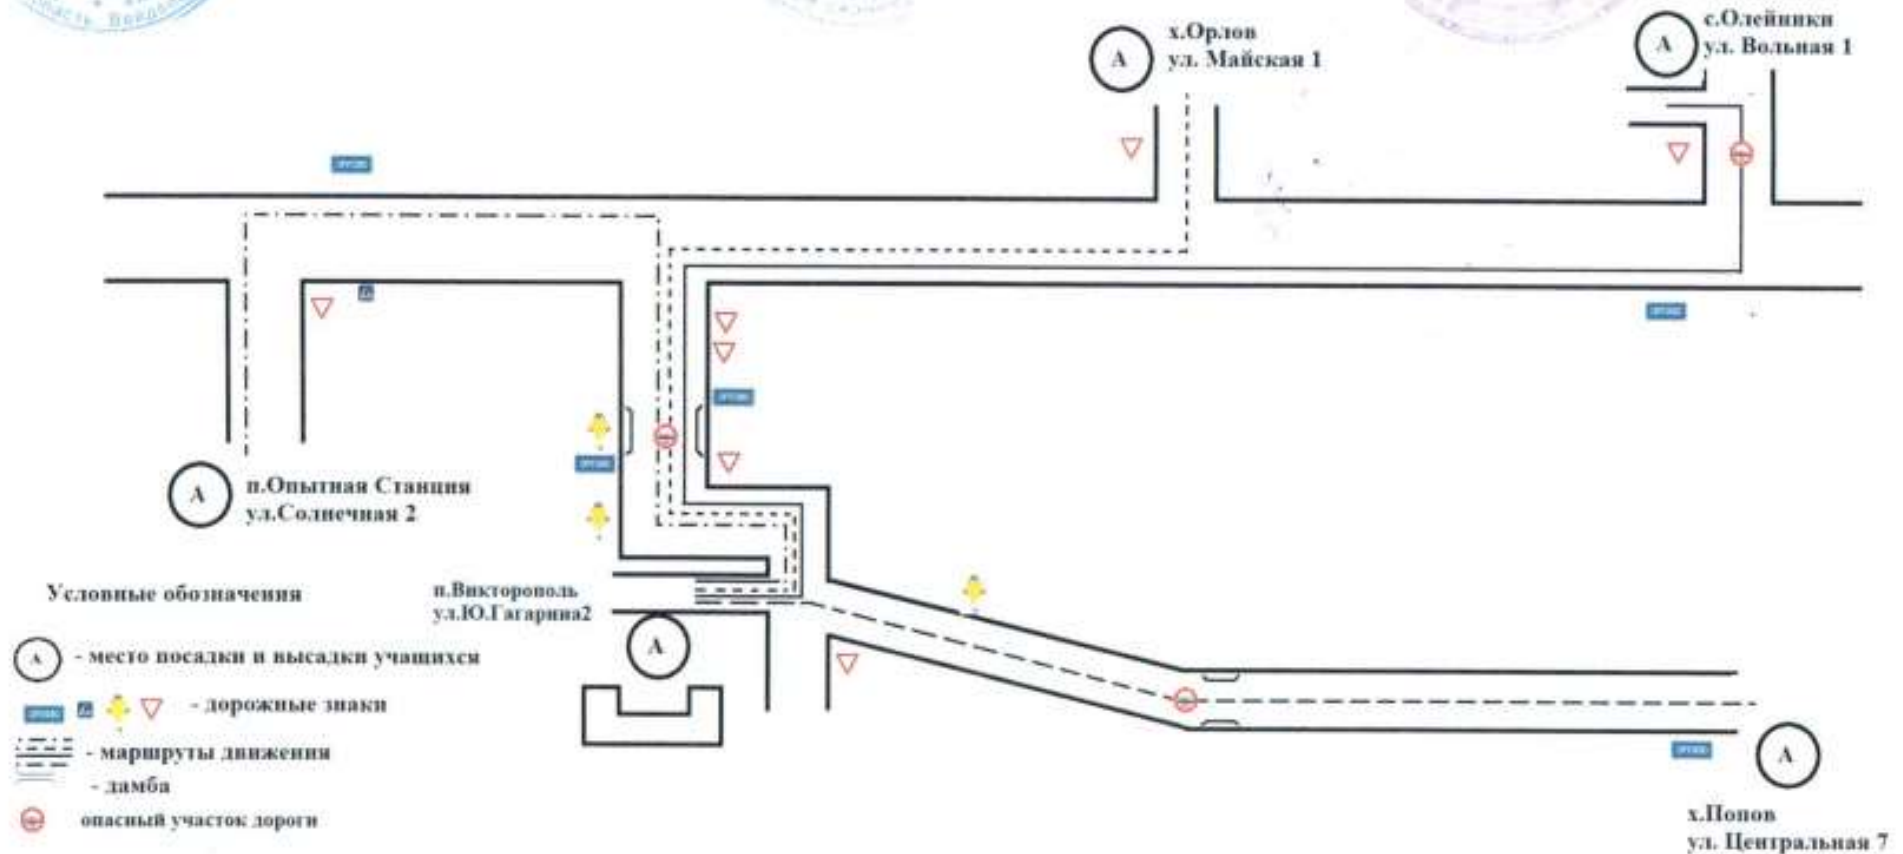 х.Орлов
ул. Майская 1
с.Олейники
ул. Вольная 1
А
А
А
п.Опытная Станция
ул.Солнечная 2
Условные обозначения
п.Викторополь
ул.Ю.Гагарина2
А
А
- место посадки и высадки учащихся
- дорожные знаки
- маршруты движения
- дамба
опасный участок дороги
А
х.Попов
ул. Центральная 7